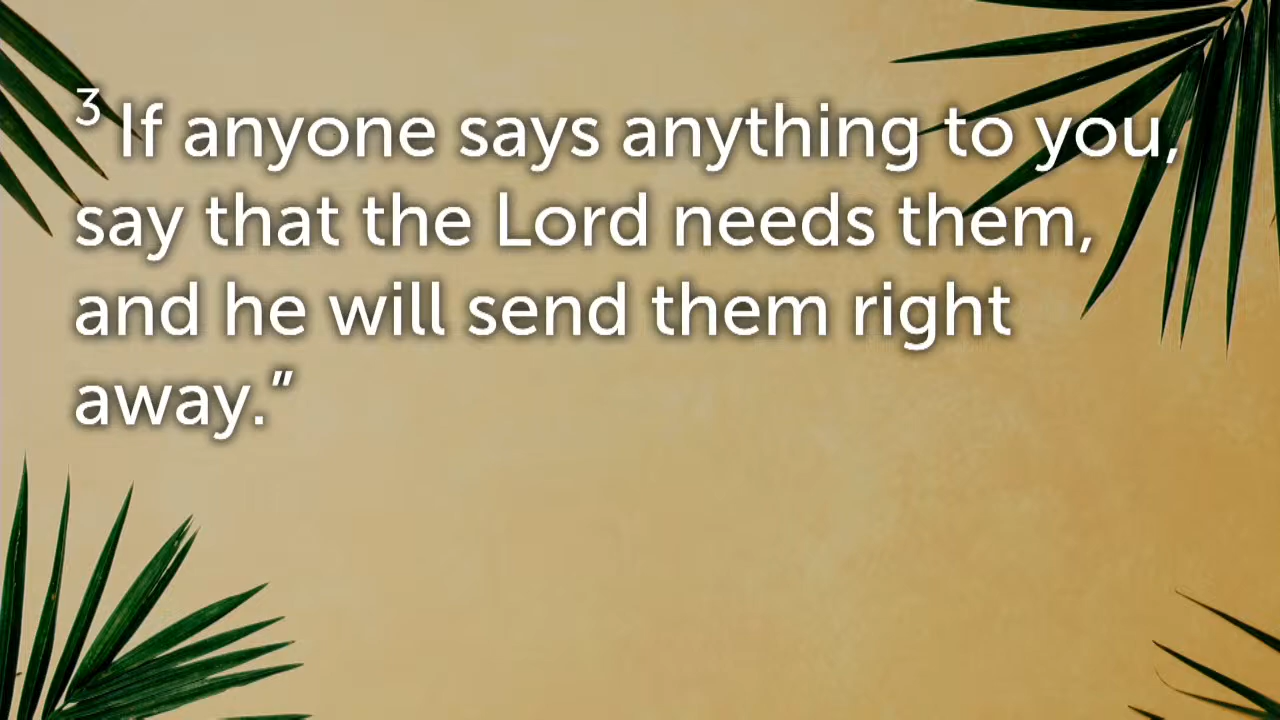 ³ If anyone says anything to you,
say that the Lord needs them,
and he will send them right
away.”